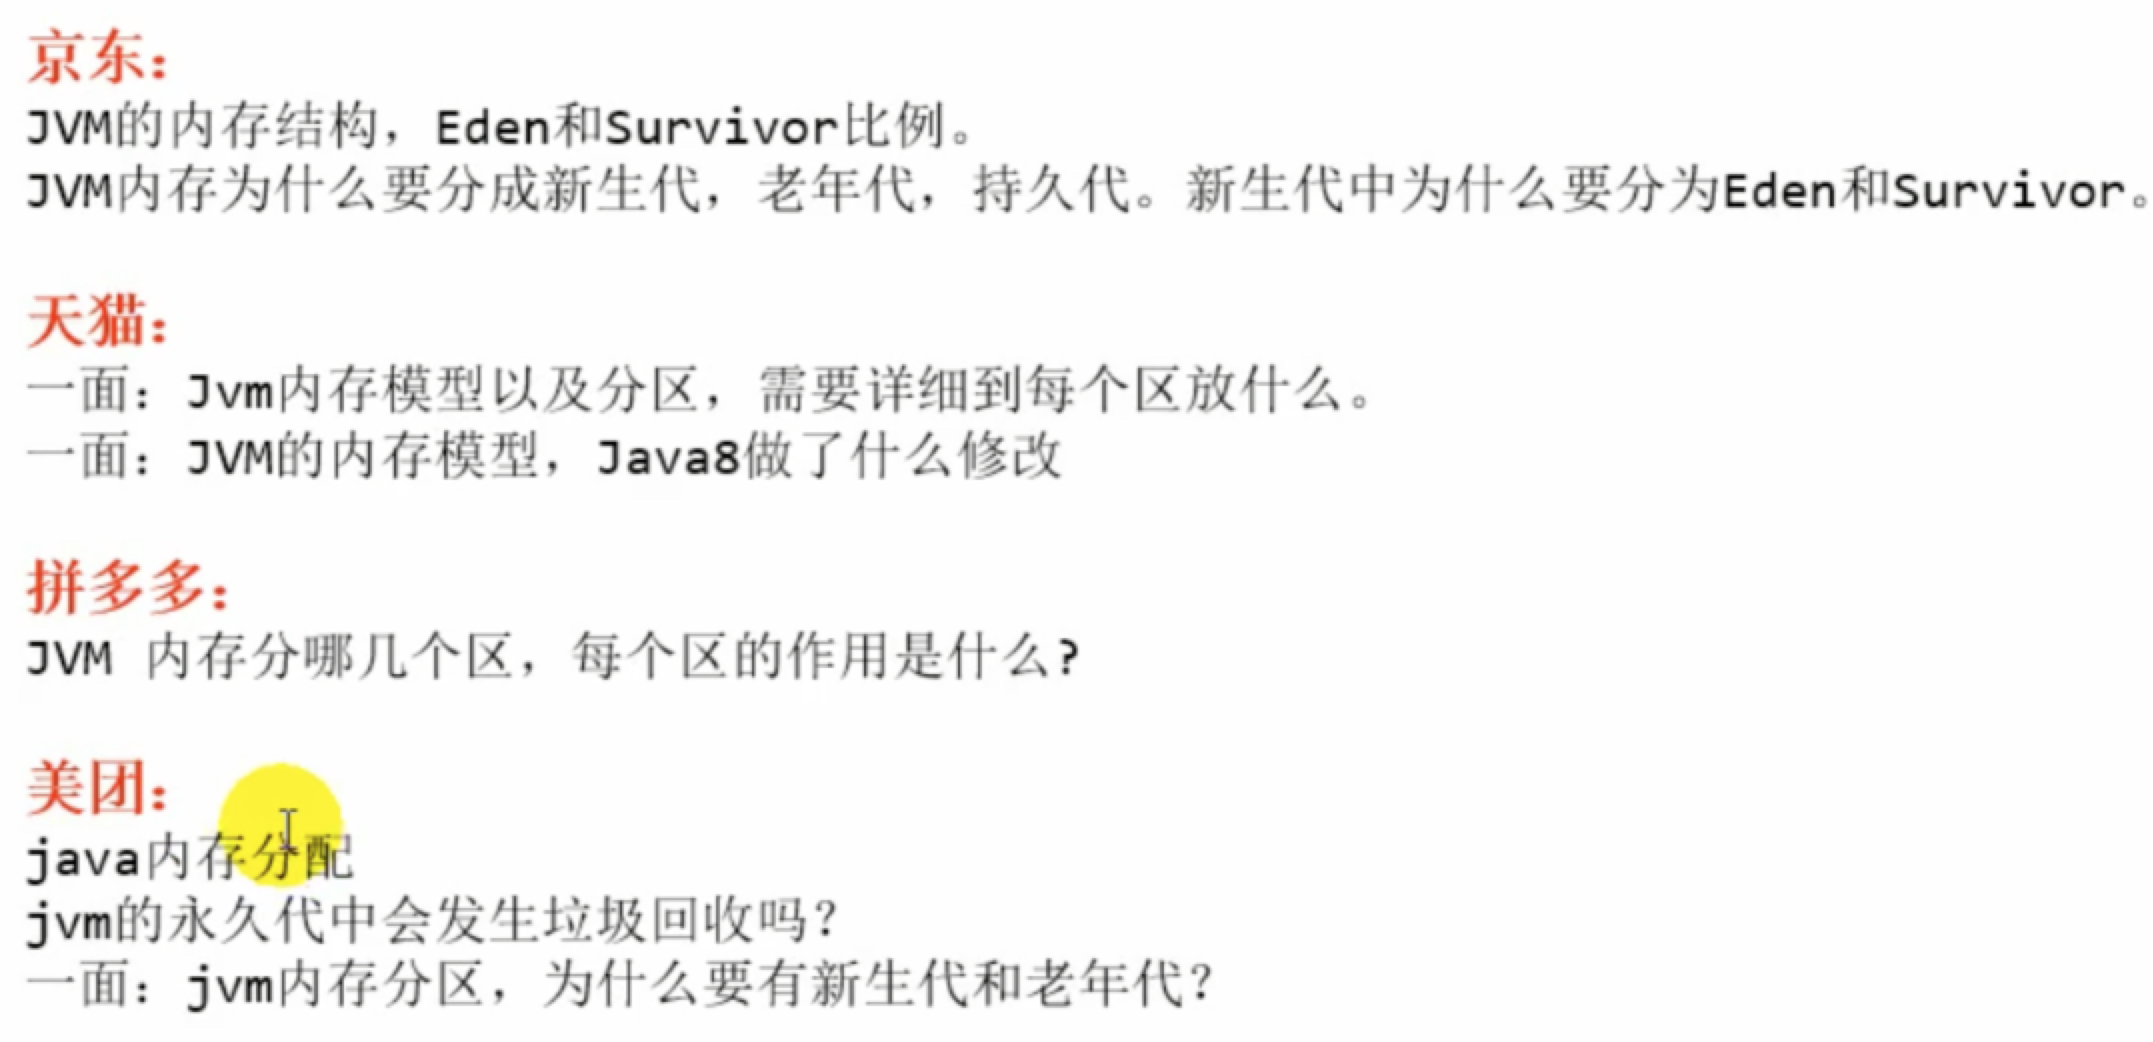 京东:
JVM的内存结构，Eden和Survivor比例。
JVM内存为什么要分成新生代，老年代，持久代。新生代中为什么要分为Eden和Survivor。
天猫:
一面：Jvm内存模型以及分区，需要详细到每个区放什么。
一面：JVM的内存模型，Java8做了什么修改
拼多多:
JVM 内存分哪几个区，每个区的作用是什么?
美团:
java内存分配
jvm的永久代中会发生垃圾回收吗？
一面：jvm内存分区，为什么要有新生代和老年代？